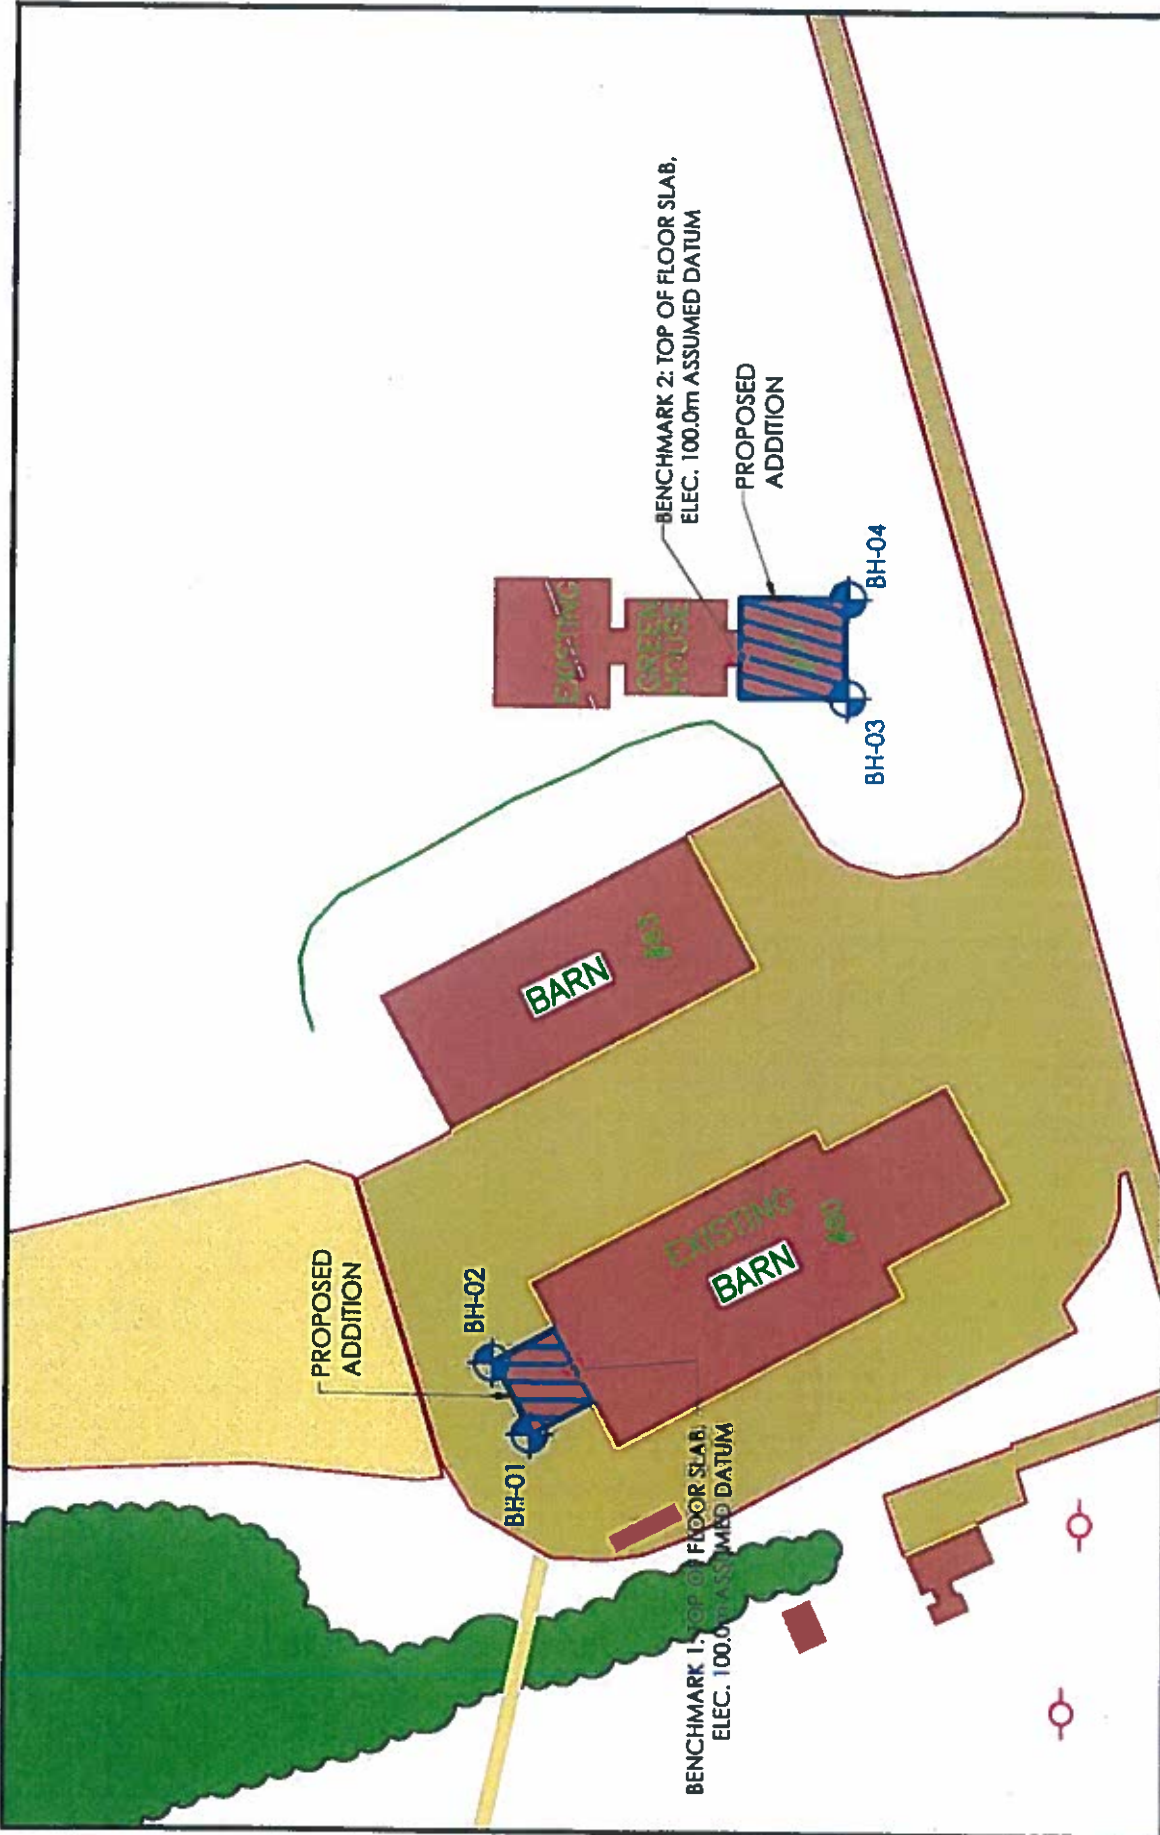 PROPOSED
ADDITION
BH-01
BH-02
BENCHMARK 1: TOP OF FLOOR SLAB,
ELEC. 100.0m ASSUMED DATUM
EXISTING
BARN
BARN
EXISTING
GREEN
HOUSE
BENCHMARK 2: TOP OF FLOOR SLAB,
ELEC. 100.0m ASSUMED DATUM
PROPOSED
ADDITION
BH-03
BH-04